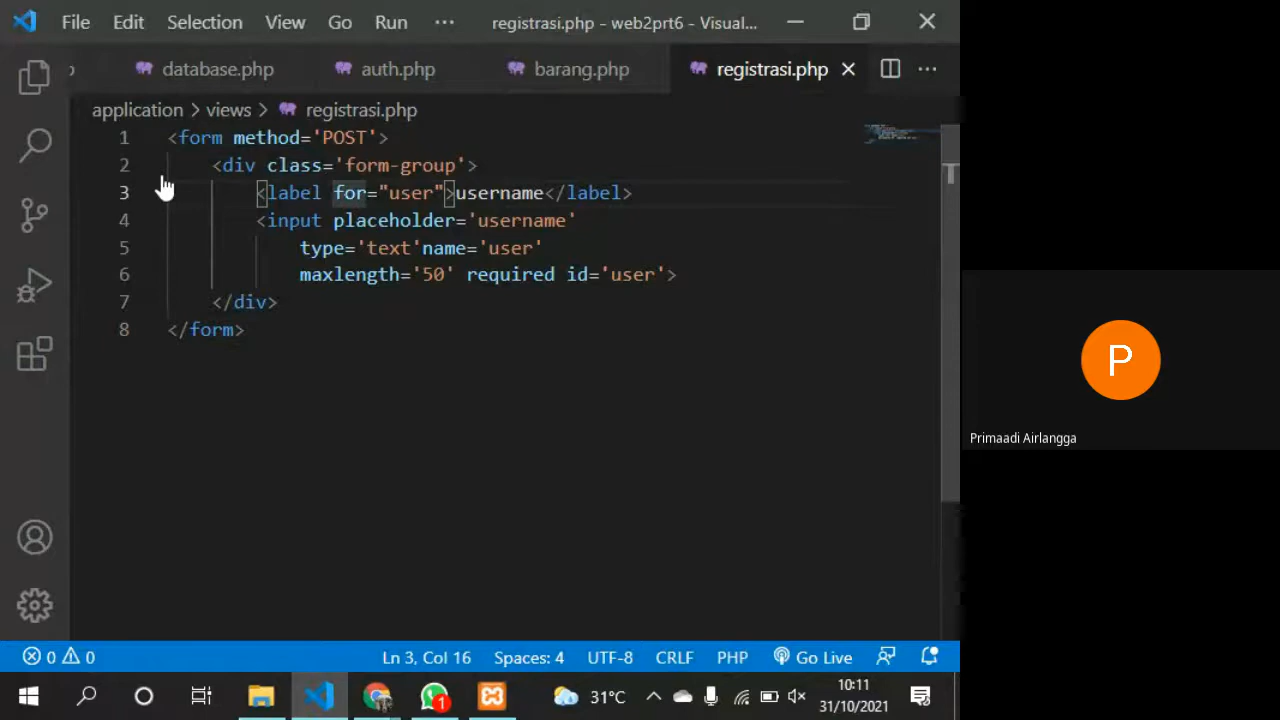 File Edit Selection View Go Run ··· registrasi.php - web2prt6 - Visual...
database.php auth.php barang.php registrasi.php
application > views > registrasi.php
1 <form method='POST'>
2 <div class='form-group'>
3 <label for="user">username</label>
4 <input placeholder='username'
5 type='text'name='user'
6 maxlength='50' required id='user'>
7 </div>
8 </form>
P
Primaadi Airlangga
0 0 Ln 3, Col 16 Spaces: 4 UTF-8 CRLF PHP Go Live
1 31°C 10:11
31/10/2021